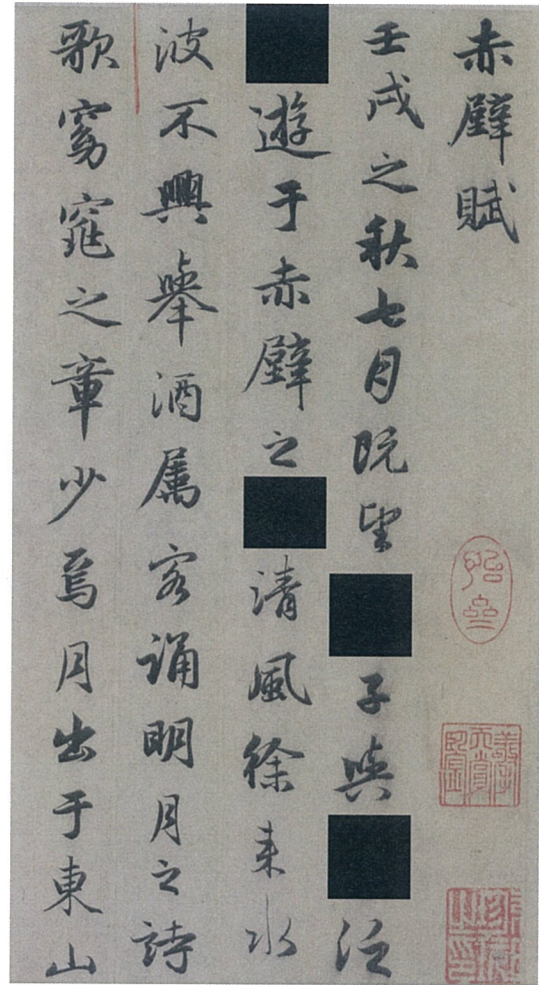 赤壁賦
壬戌之秋七月既望子與泛
遊于赤壁之清風徐来水
波不興舉酒属客誦明月之詩
歌窈窕之章少焉月出于東山